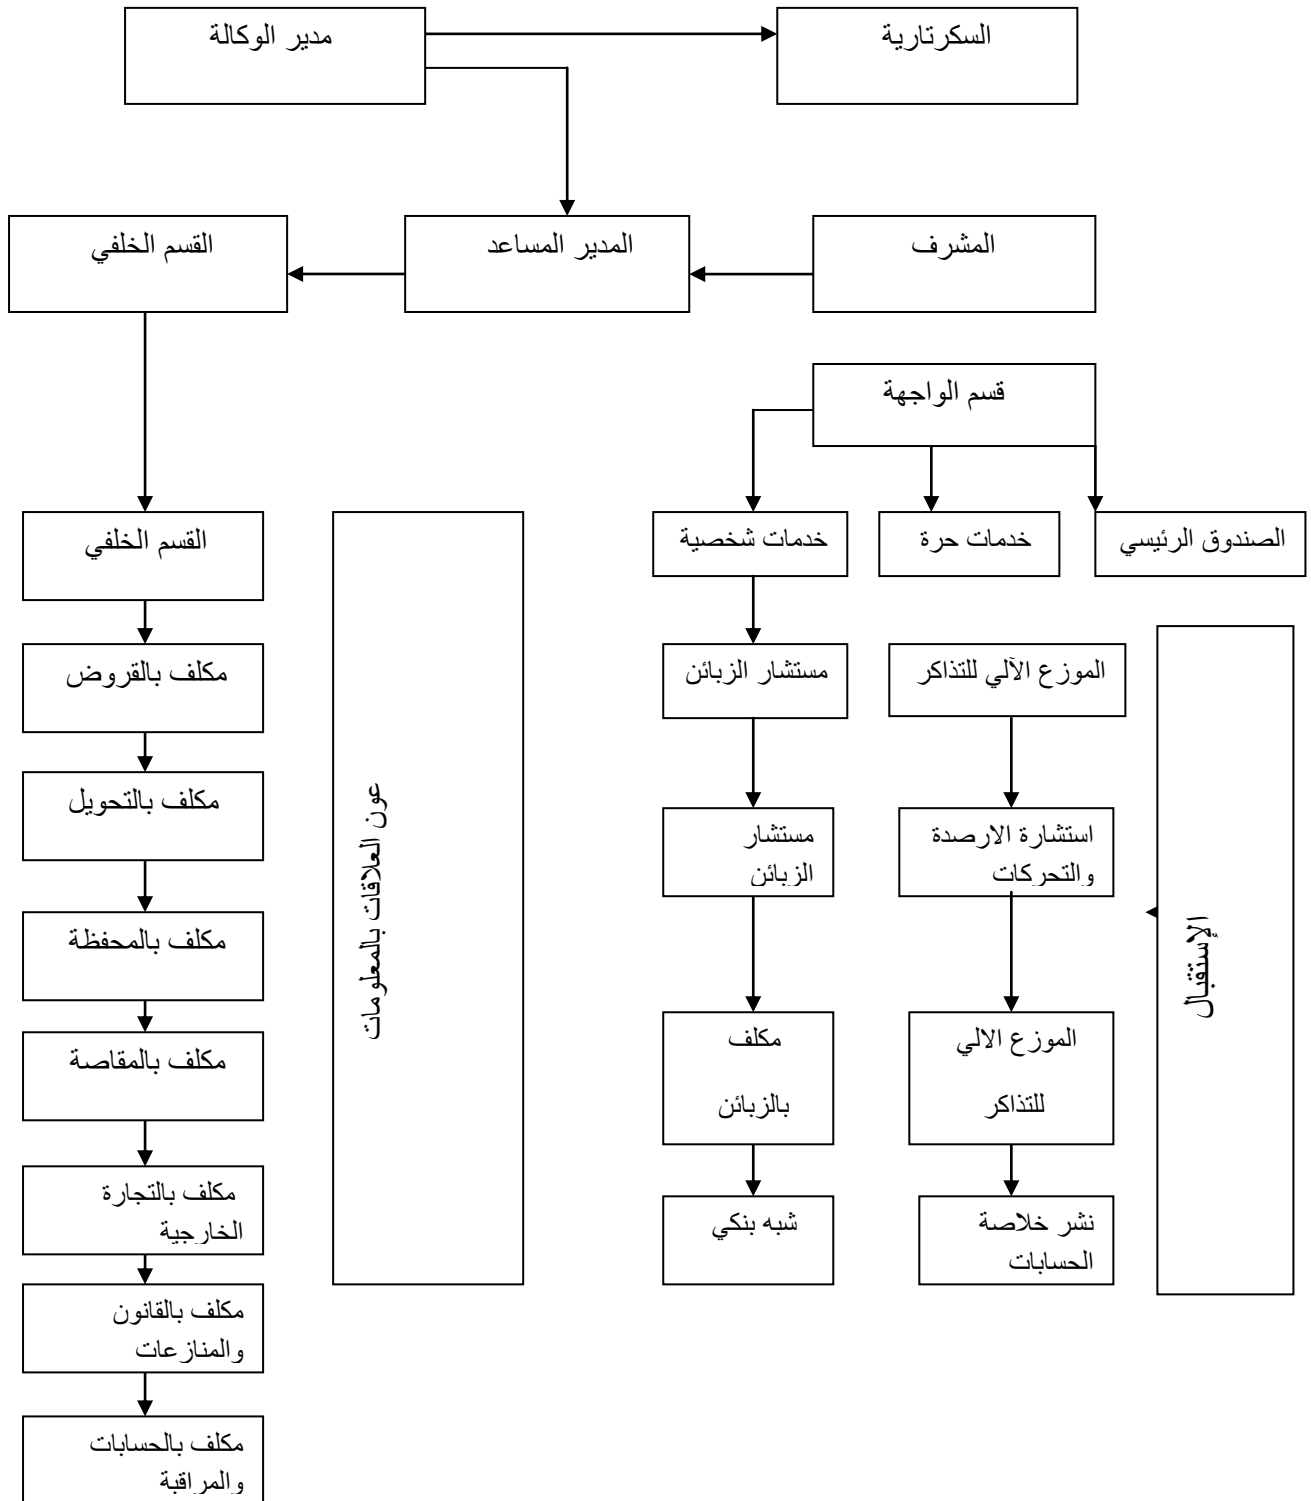 مدير الوكالة
السكرتارية
القسم الخلفي
المدير المساعد
المشرف
قسم الواجهة
القسم الخلفي
خدمات شخصية
خدمات حرة
الصندوق الرئيسي
مكلف بالقروض
مستشار الزبائن
الموزع الآلي للتذاكر
مكلف بالتحويل
مستشار
الزبائن
استشارة الارصدة
والتحركات
عون العلاقات بالمعلومات
الإستقبال
مكلف بالمحفظة
مكلف بالمقاصة
مكلف
بالزبائن
الموزع الالي
للتذاكر
مكلف بالتجارة
الخارجية
شبه بنكي
نشر خلاصة
الحسابات
مكلف بالقانون
والمنازعات
مكلف بالحسابات
والمراقبة